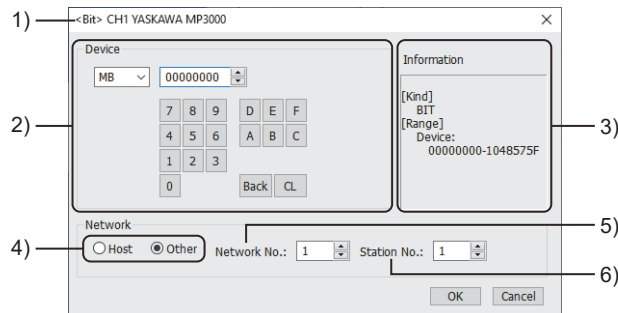 1)
<Bit> CH1 YASKAWA MP3000
Device
MB 00000000
7 8 9 D E F
4 5 6 A B C
1 2 3
0 Back CL
2)
Information
[Kind]
BIT
[Range]
Device:
00000000-1048575F
3)
Network
4)
Host Other Network No.: 1 Station No.: 1
5)
6)
OK Cancel